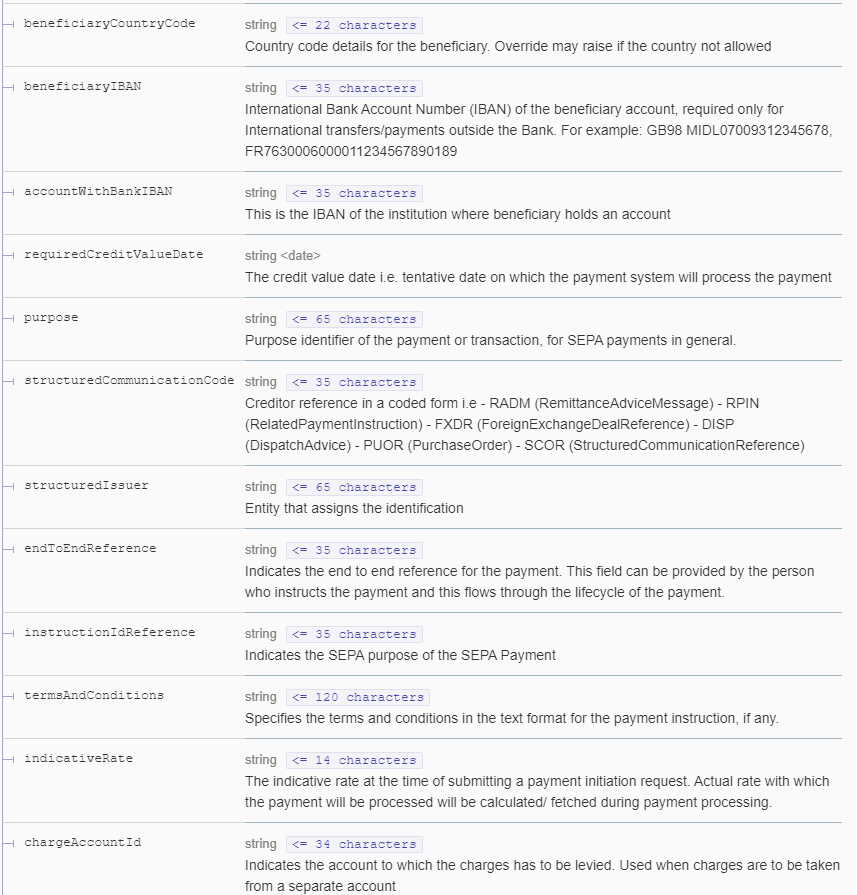 beneficiaryCountryCode string <= 22 characters
Country code details for the beneficiary. Override may raise if the country not allowed
beneficiaryIBAN string <= 35 characters
International Bank Account Number (IBAN) of the beneficiary account, required only for
International transfers/payments outside the Bank. For example: GB98 MIDL07009312345678,
FR7630006000011234567890189
accountWithBankIBAN string <= 35 characters
This is the IBAN of the institution where beneficiary holds an account
requiredCreditValueDate string <date>
The credit value date i.e. tentative date on which the payment system will process the payment
purpose string <= 65 characters
Purpose identifier of the payment or transaction, for SEPA payments in general.
structuredCommunicationCode string <= 35 characters
Creditor reference in a coded form i.e - RADM (RemittanceAdviceMessage) - RPIN
(RelatedPaymentInstruction) - FXDR (ForeignExchangeDealReference) - DISP
(DispatchAdvice) - PUOR (PurchaseOrder) - SCOR (StructuredCommunicationReference)
structuredIssuer string <= 65 characters
Entity that assigns the identification
endToEndReference string <= 35 characters
Indicates the end to end reference for the payment. This field can be provided by the person
who instructs the payment and this flows through the lifecycle of the payment.
instructionIdReference string <= 35 characters
Indicates the SEPA purpose of the SEPA Payment
termsAndConditions string <= 120 characters
Specifies the terms and conditions in the text format for the payment instruction, if any.
indicativeRate string <= 14 characters
The indicative rate at the time of submitting a payment initiation request. Actual rate with which
the payment will be processed will be calculated/ fetched during payment processing.
chargeAccountId string <= 34 characters
Indicates the account to which the charges has to be levied. Used when charges are to be taken
from a separate account